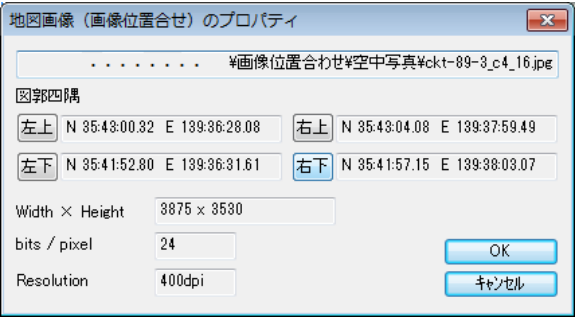 地図画像（画像位置合せ）のプロパティ
・・・・・・・・ ¥画像位置合わせ¥空中写真¥ckt-89-3_c4_16.jpg
図郭四隅
左上 N 35:43:00.32 E 139:36:28.08 右上 N 35:43:04.08 E 139:37:59.49
左下 N 35:41:52.80 E 139:36:31.61 右下 N 35:41:57.15 E 139:38:03.07
Width × Height 3875 x 3530
bits / pixel 24
OK
Resolution 400dpi
キャンセル